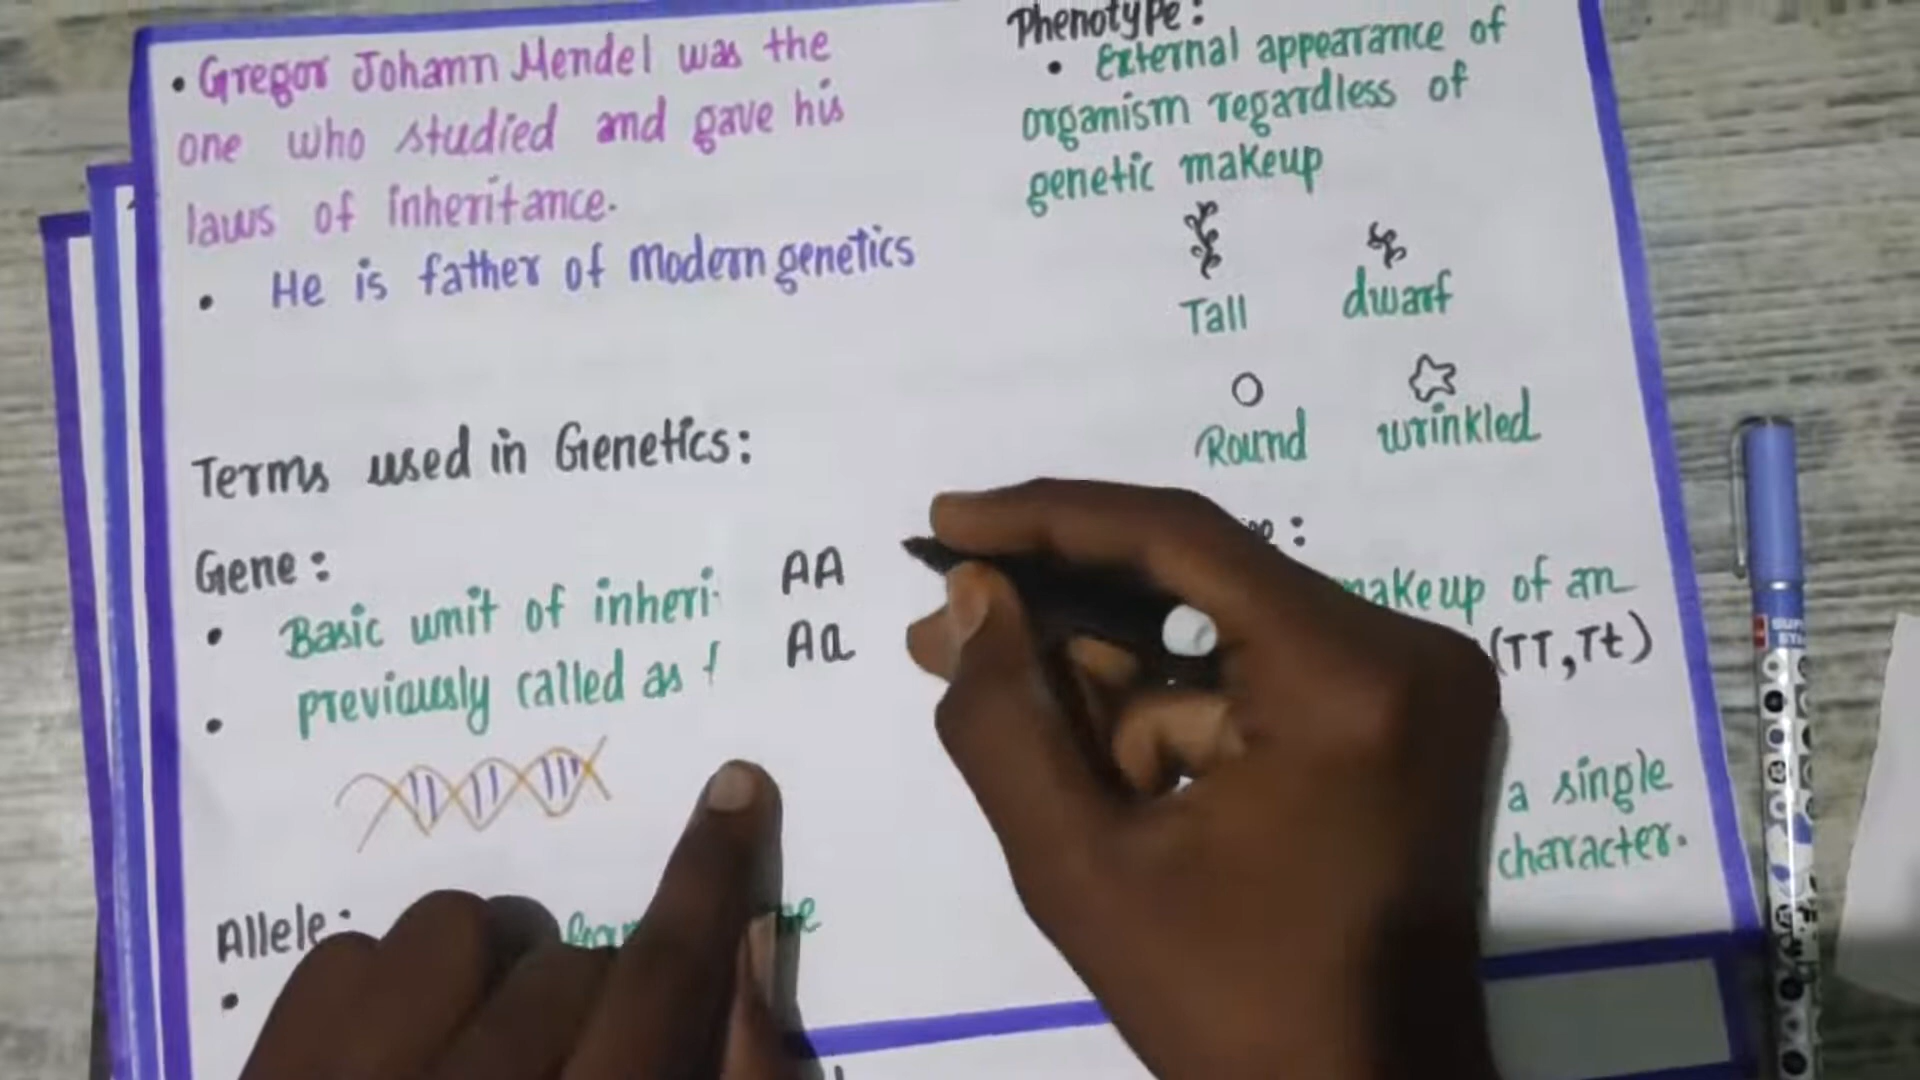 • Gregor Johann Mendel was the
one who studied and gave his
laws of inheritance.
• He is father of Modern genetics
Terms used in Genetics:
Gene:
• Basic unit of inheri
• previously called as f
AA
Aa
Allele:
•
Phenotype:
• External appearance of
organism regardless of
genetic makeup
Tall dwarf
Round wrinkled
makeup of an
(TT,Tt)
a single
character.